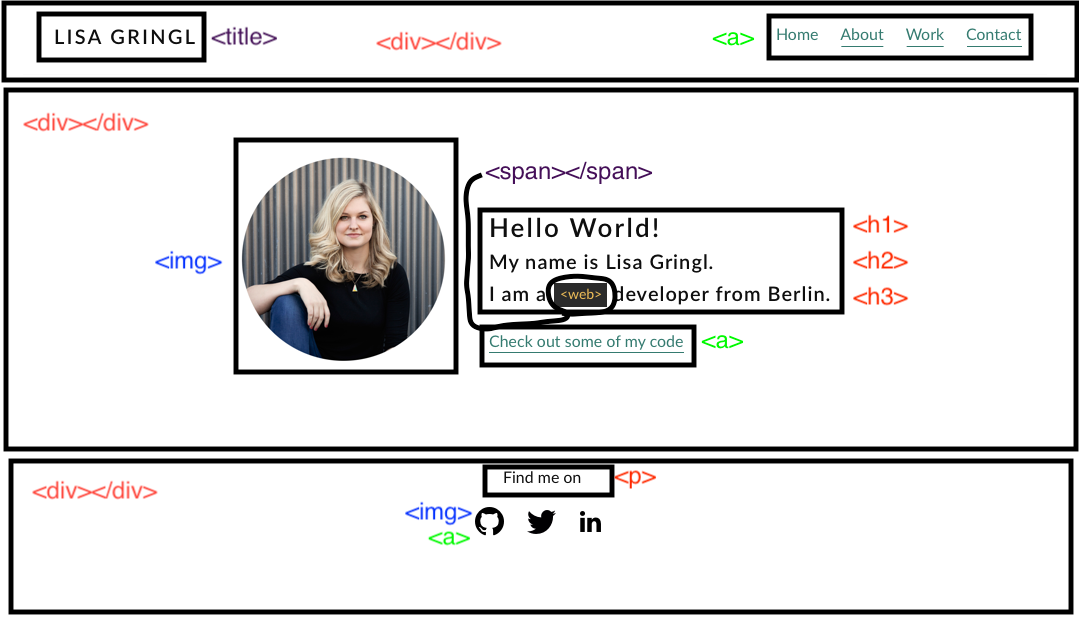 LISA GRINGL <title> <div></div> <a> Home About Work Contact
<div></div>
<span></span>
Hello World! <h1>
<img> My name is Lisa Gringl. <h2>
I am a <web> developer from Berlin. <h3>
Check out some of my code <a>
Find me on <p>
<div></div>
<img> in
<a>